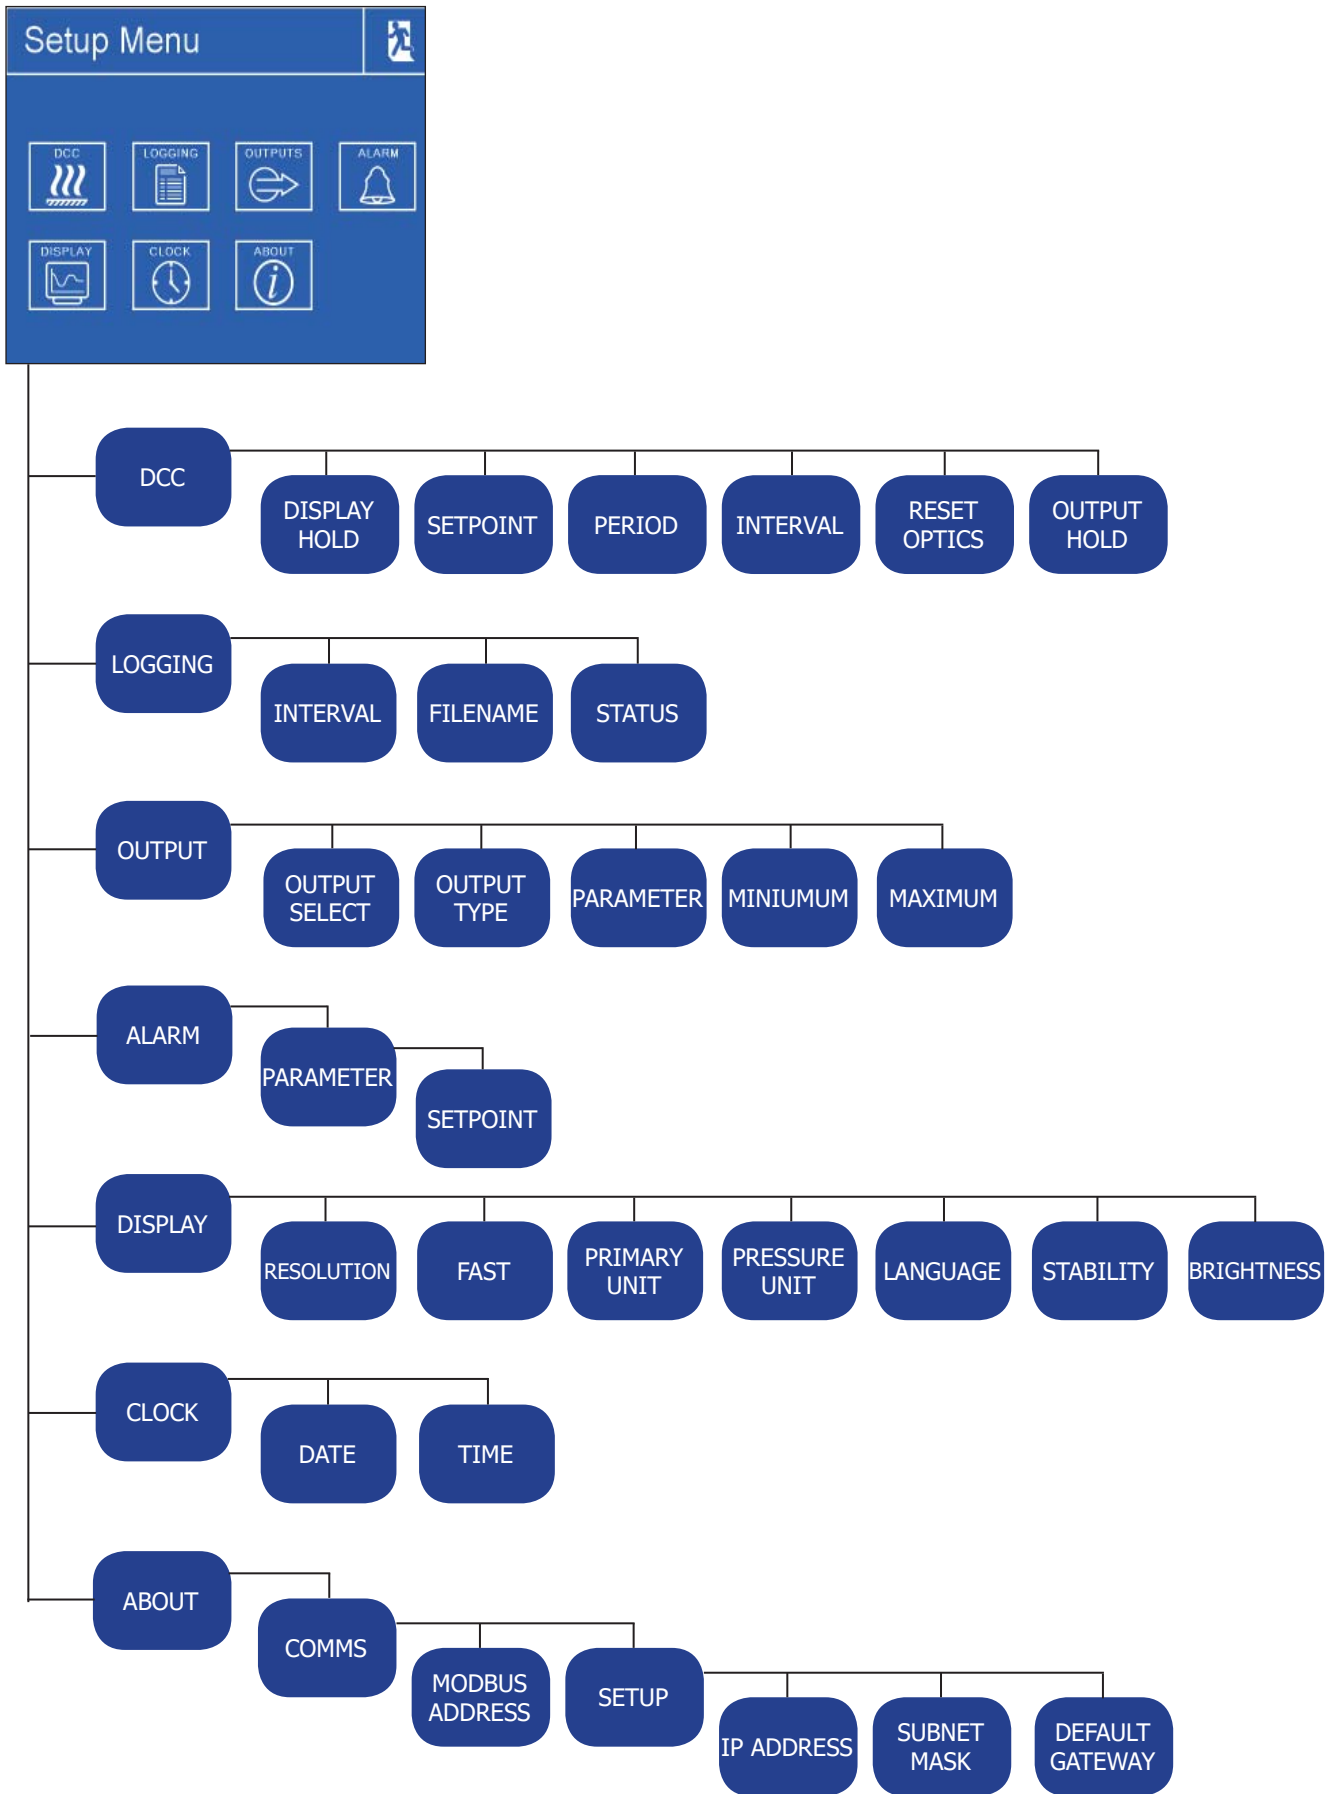 Setup Menu
DCC
LOGGING
OUTPUTS
ALARM
DISPLAY
CLOCK
ABOUT
i
DCC
DISPLAY
HOLD
SETPOINT
PERIOD
INTERVAL
RESET
OPTICS
OUTPUT
HOLD
LOGGING
INTERVAL
FILENAME
STATUS
OUTPUT
OUTPUT
SELECT
OUTPUT
TYPE
PARAMETER
MINIUMUM
MAXIMUM
ALARM
PARAMETER
SETPOINT
DISPLAY
RESOLUTION
FAST
PRIMARY
UNIT
PRESSURE
UNIT
LANGUAGE
STABILITY
BRIGHTNESS
CLOCK
DATE
TIME
ABOUT
COMMS
MODBUS
ADDRESS
SETUP
IP ADDRESS
SUBNET
MASK
DEFAULT
GATEWAY